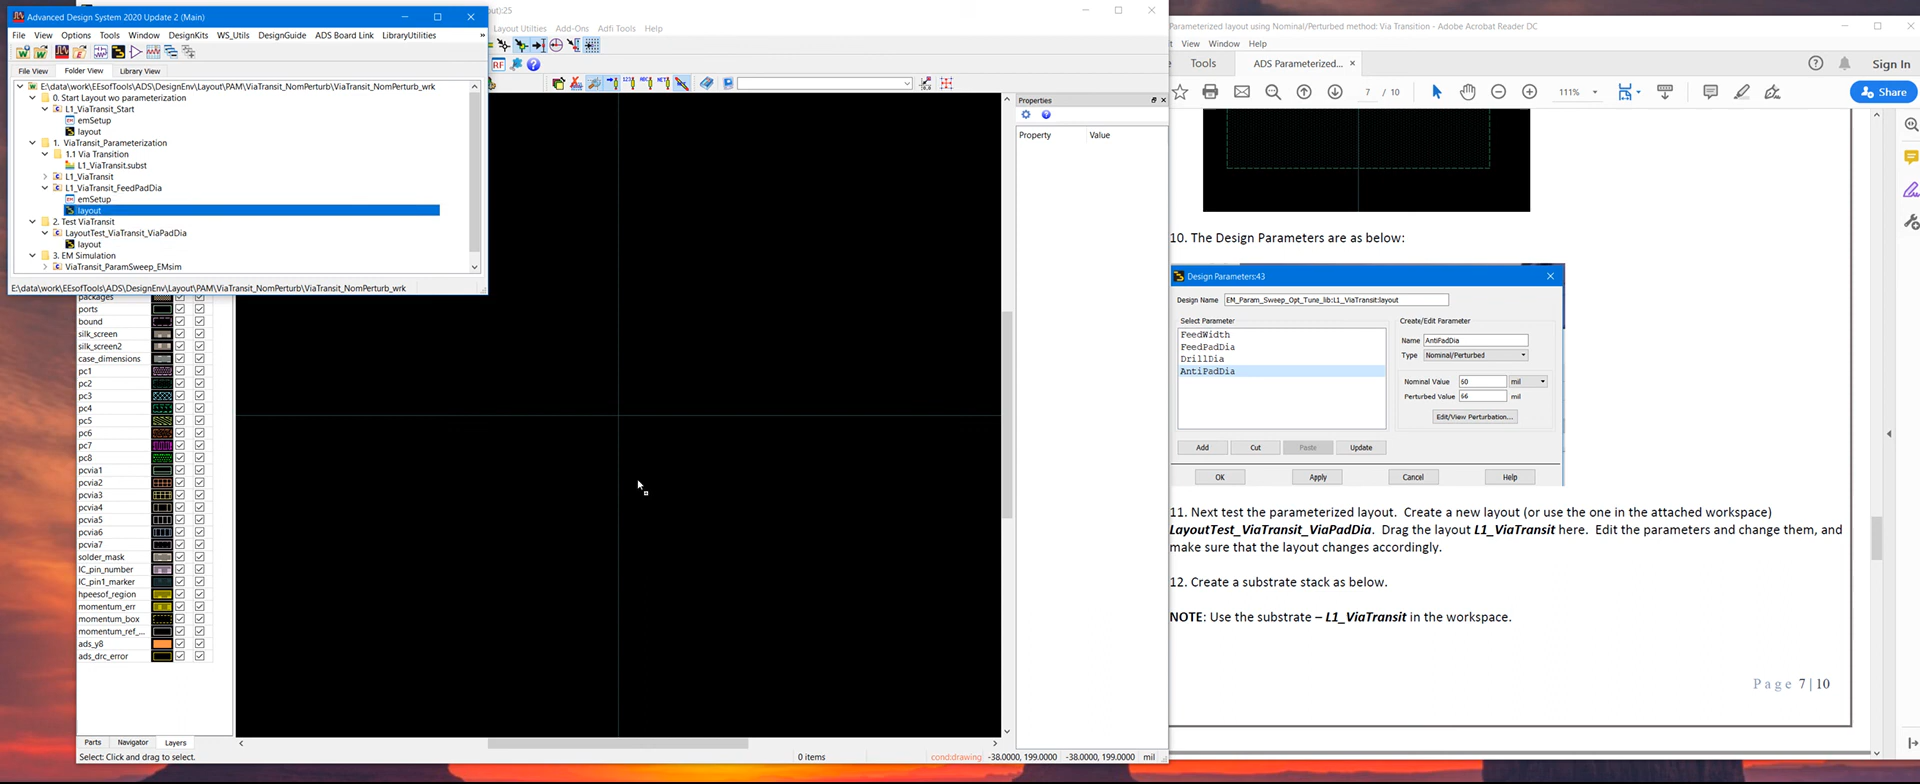 Advanced Design System 2020 Update 2 (Main)
File View Options Tools Window DesignKits WS_Utils DesignGuide ADS Board Link LibraryUtilities »
File View Folder View Library View
E:\data\work\EEsofTools\ADS\DesignEnv\Layout\PAM\ViaTransit_NomPerturb\ViaTransit_NomPerturb_wrk
0. Start Layout wo parameterization
L1_ViaTransit_Start
emSetup
layout
1. ViaTransit_Parameterization
1.1 Via Transition
L1_ViaTransit.subst
L1_ViaTransit
L1_ViaTransit_FeedPadDia
emSetup
layout
2. Test ViaTransit
LayoutTest_ViaTransit_ViaPadDia
layout
3. EM Simulation
ViaTransit_ParamSweep_EMsim
E:\data\work\EEsofTools\ADS\DesignEnv\Layout\PAM\ViaTransit_NomPerturb\ViaTransit_NomPerturb_wrk
out):25
Layout Utilities Add-Ons Adfi Tools Help
packages
ports
bound
silk_screen
silk_screen2
case_dimensions
pc1
pc2
pc3
pc4
pc5
pc6
pc7
pc8
pcvia1
pcvia2
pcvia3
pcvia4
pcvia5
pcvia6
pcvia7
solder_mask
IC_pin_number
IC_pin1_marker
hpeesof_region
momentum_err
momentum_box
momentum_ref_...
ads_y8
ads_drc_error
Parts Navigator Layers
Select: Click and drag to select.
0 items cond:drawing -38.0000, 199.0000 -38.0000, 199.0000 mil
Properties
Property Value
Parameterized layout using Nominal/Perturbed method: Via Transition - Adobe Acrobat Reader DC
t View Window Help
Tools ADS Parameterized... × Sign In
7 / 10 111% Share
10. The Design Parameters are as below:
Design Parameters:43
Design Name EM_Param_Sweep_Opt_Tune_lib:L1_ViaTransit:layout
Select Parameter
FeedWidth
FeedPadDia
DrillDia
AntiPadDia
Create/Edit Parameter
Name AntiPadDia
Type Nominal/Perturbed
Nominal Value 60 mil
Perturbed Value 66 mil
Edit/View Perturbation...
Add Cut Paste Update
OK Apply Cancel Help
11. Next test the parameterized layout. Create a new layout (or use the one in the attached workspace)
LayoutTest_ViaTransit_ViaPadDia. Drag the layout L1_ViaTransit here. Edit the parameters and change them, and
make sure that the layout changes accordingly.
12. Create a substrate stack as below.
NOTE: Use the substrate – L1_ViaTransit in the workspace.
Page 7|10